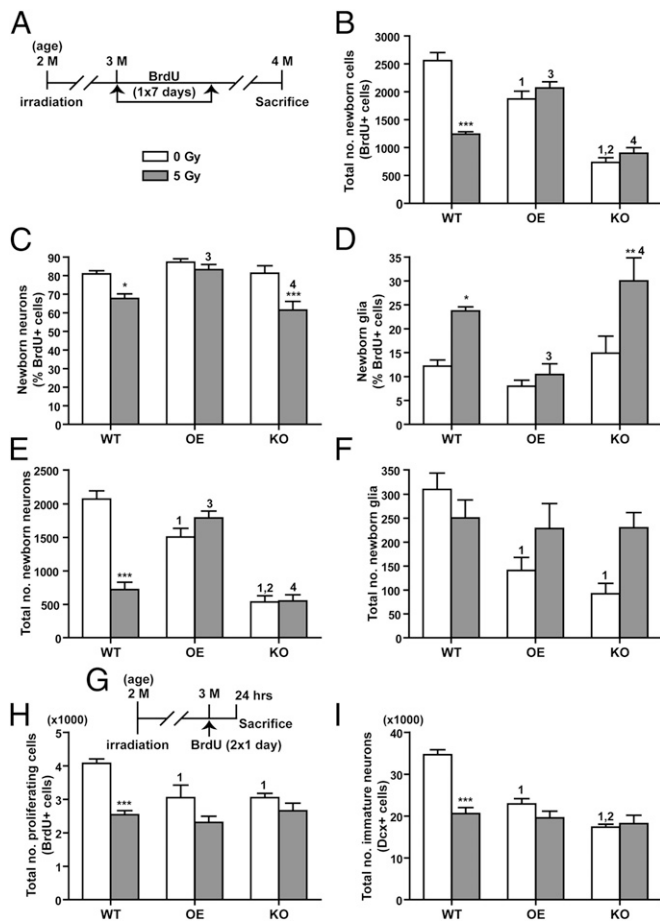 A
(age)
2 M
3 M
BrdU
4 M
(1x7 days)
irradiation
Sacrifice
0 Gy
5 Gy
B
Total no. newborn cells
(BrdU+ cells)
3000
2500
2000
1500
1000
500
0
***
1
3
1,2
4
WT
OE
KO
C
Newborn neurons
(% BrdU+ cells)
90
80
70
60
50
40
30
20
10
0
*
3
4
***
WT
OE
KO
D
Newborn glia
(% BrdU+ cells)
35
30
25
20
15
10
5
0
*
3
** 4
WT
OE
KO
E
Total no. newborn neurons
2500
2000
1500
1000
500
0
***
1
3
1,2
4
WT
OE
KO
F
Total no. newborn glia
350
300
250
200
150
100
50
0
1
1
WT
OE
KO
G
(age)
2 M
3 M
24 hrs
Sacrifice
irradiation
BrdU (2x1 day)
H
(x1000)
Total no. proliferating cells
(BrdU+ cells)
5
4
3
2
1
0
***
1
1
WT
OE
KO
I
(x1000)
Total no. immature neurons
(Dcx+ cells)
40
30
20
10
0
***
1
1,2
WT
OE
KO